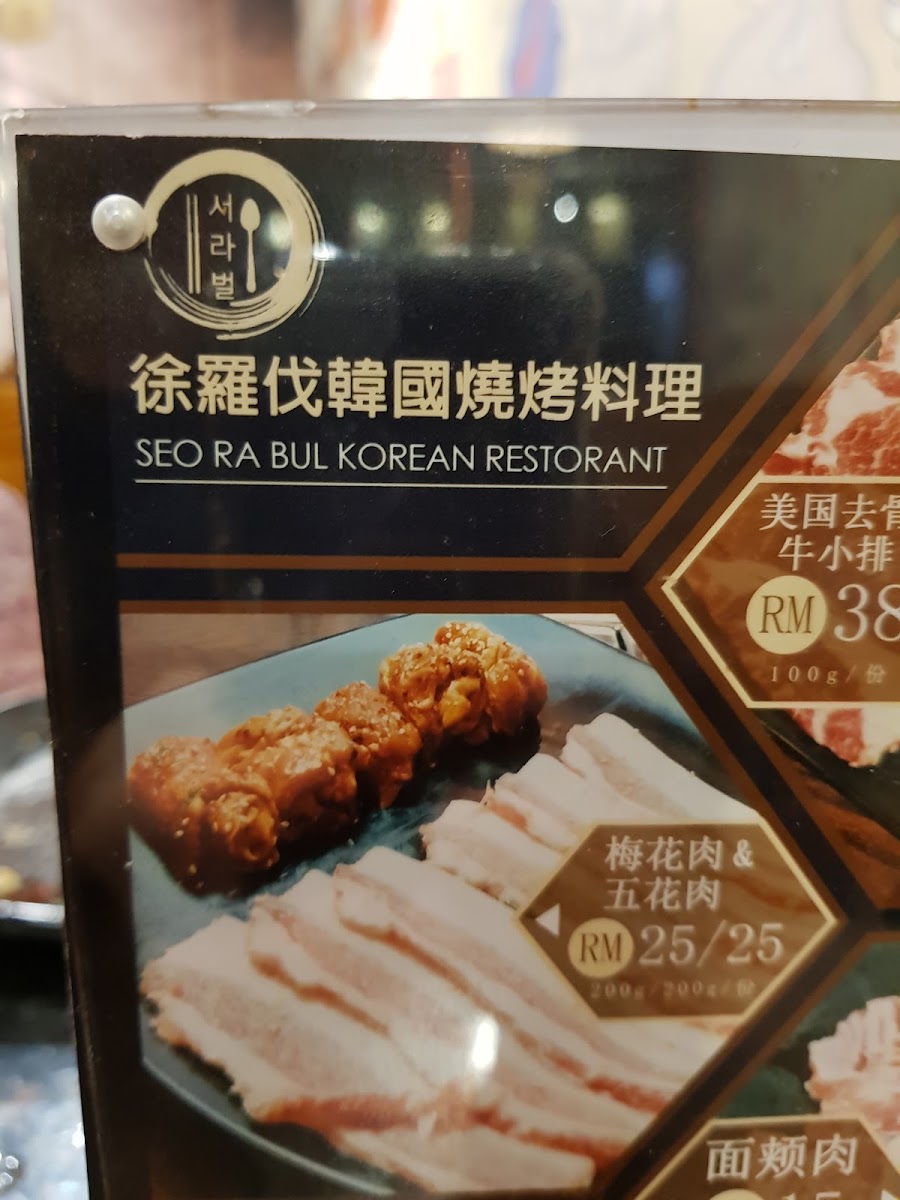 서라벌
徐羅伐韓國燒烤料理
SEO RA BUL KOREAN RESTORANT
美国去骨
牛小排
RM 38
100g/份
梅花肉&
五花肉
RM 25/25
200g/200g/份
面颊肉